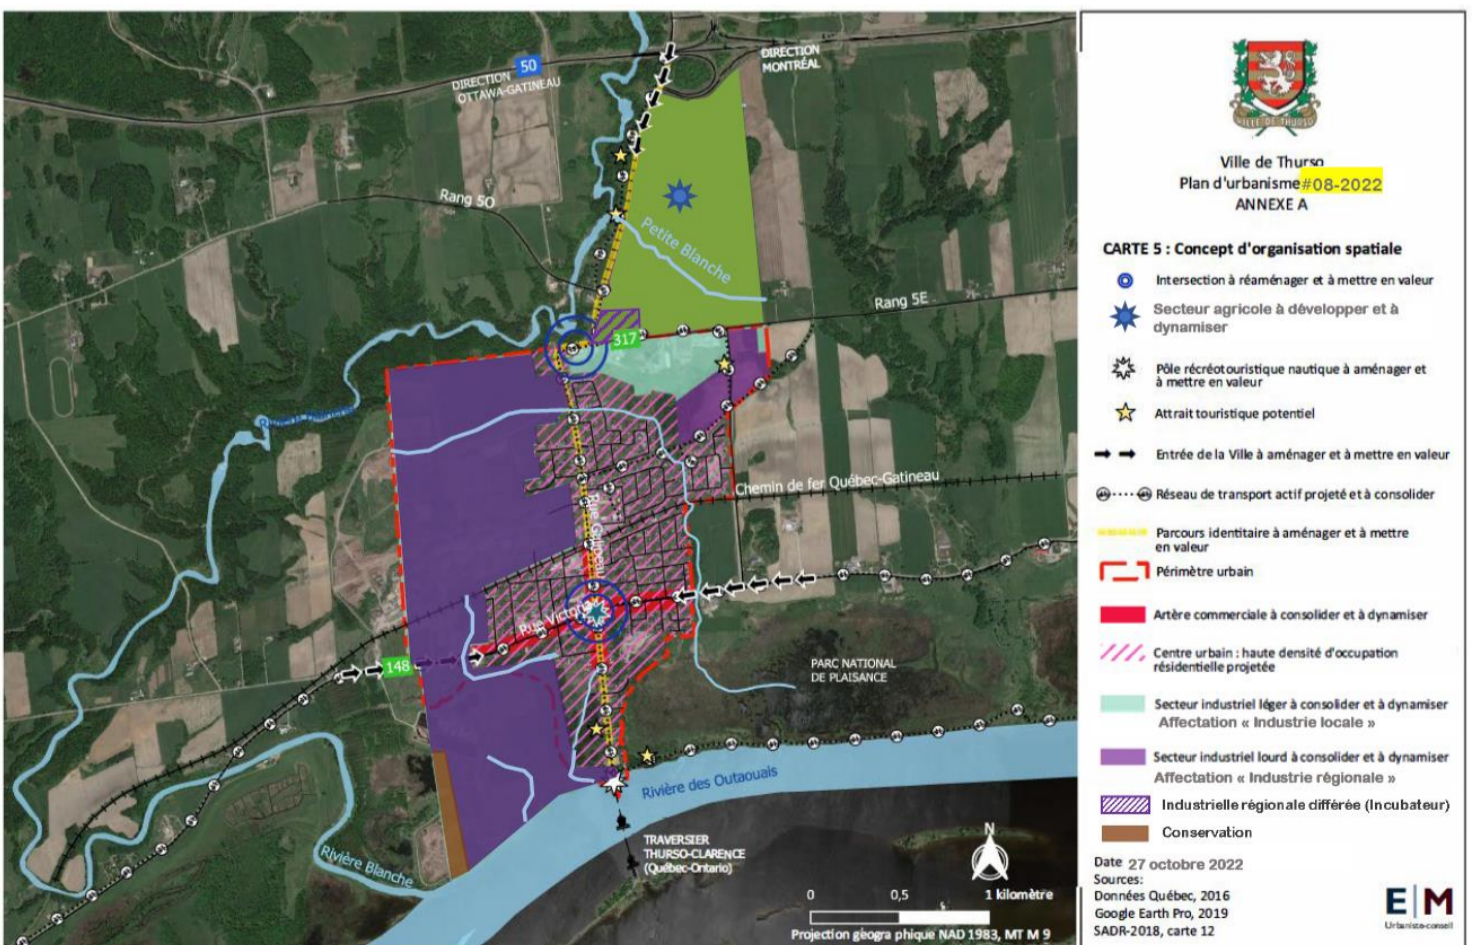 50
DIRECTION
OTTAWA-GATINEAU
DIRECTION
MONTRÉAL
Rang 5O
Petite Blanche
Rang 5E
317
Rivière Blanche
Chemin de fer Québec-Gatineau
Rue Galipeau
Rue Victoria
148
PARC NATIONAL
DE PLAISANCE
Rivière des Outaouais
TRAVERSIER
THURSO-CLARENCE
(Québec-Ontario)
Rivière Blanche
N
0 0,5 1 kilomètre
Projection géogra phique NAD 1983, MT M 9
VILLE DE THURSO
Ville de Thurso
Plan d'urbanisme #08-2022
ANNEXE A
CARTE 5 : Concept d'organisation spatiale
Intersection à réaménager et à mettre en valeur
Secteur agricole à développer et à
dynamiser
Pôle récréotouristique nautique à aménager et
à mettre en valeur
Attrait touristique potentiel
Entrée de la Ville à aménager et à mettre en valeur
Réseau de transport actif projeté et à consolider
Parcours identitaire à aménager et à mettre
en valeur
Périmètre urbain
Artère commerciale à consolider et à dynamiser
Centre urbain : haute densité d'occupation
résidentielle projetée
Secteur industriel léger à consolider et à dynamiser
Affectation « Industrie locale »
Secteur industriel lourd à consolider et à dynamiser
Affectation « Industrie régionale »
Industrielle régionale différée (Incubateur)
Conservation
Date 27 octobre 2022
Sources:
Données Québec, 2016
Google Earth Pro, 2019
SADR-2018, carte 12
E|M
Urbaniste-conseil